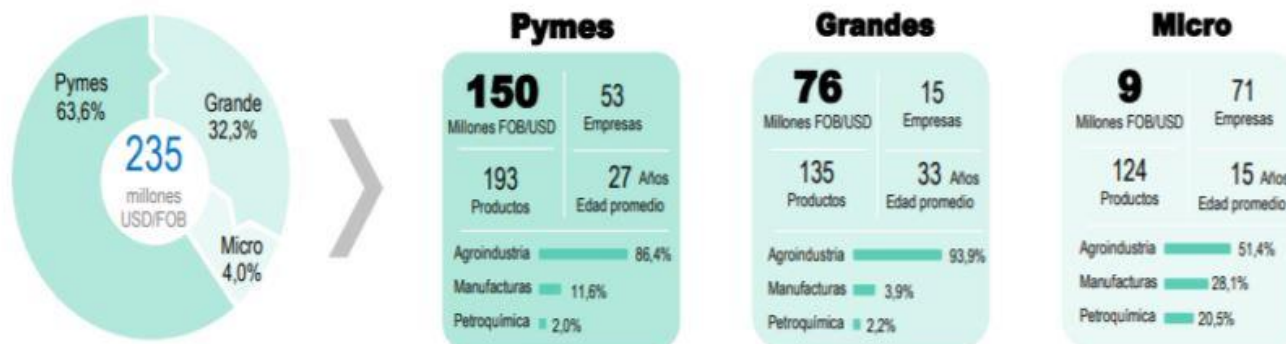 Pymes
63,6%
Grande
32,3%
Micro
4,0%
235
millones
USD/FOB
Pymes
150
Millones FOB/USD
53
Empresas
193
Productos
27 Años
Edad promedio
Agroindustria 86,4%
Manufacturas 11,6%
Petroquímica 2,0%
Grandes
76
Millones FOB/USD
15
Empresas
135
Productos
33 Años
Edad promedio
Agroindustria 93,9%
Manufacturas 3,9%
Petroquímica 2,2%
Micro
9
Millones FOB/USD
71
Empresas
124
Productos
15 Años
Edad promedio
Agroindustria 51,4%
Manufacturas 28,1%
Petroquímica 20,5%